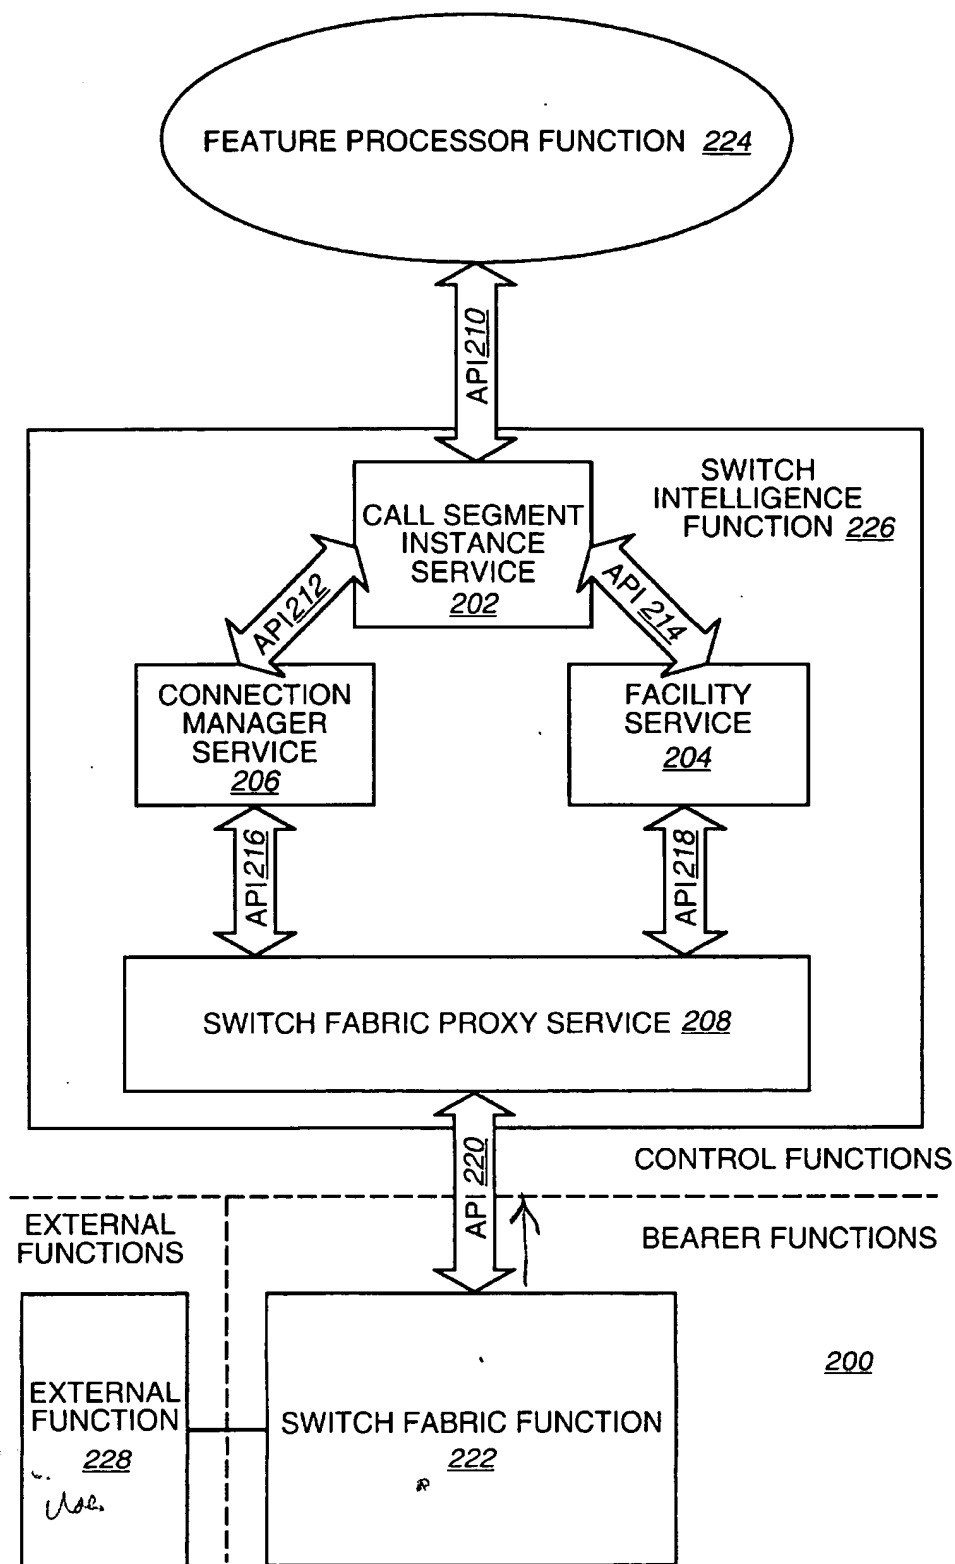 FEATURE PROCESSOR FUNCTION 224
API 210
SWITCH
INTELLIGENCE
FUNCTION 226
CALL SEGMENT
INSTANCE
SERVICE
202
API 212
API 214
CONNECTION
MANAGER
SERVICE
206
FACILITY
SERVICE
204
API 216
API 218
SWITCH FABRIC PROXY SERVICE 208
API 220
CONTROL FUNCTIONS
EXTERNAL
FUNCTIONS
BEARER FUNCTIONS
200
EXTERNAL
FUNCTION
228
SWITCH FABRIC FUNCTION
222